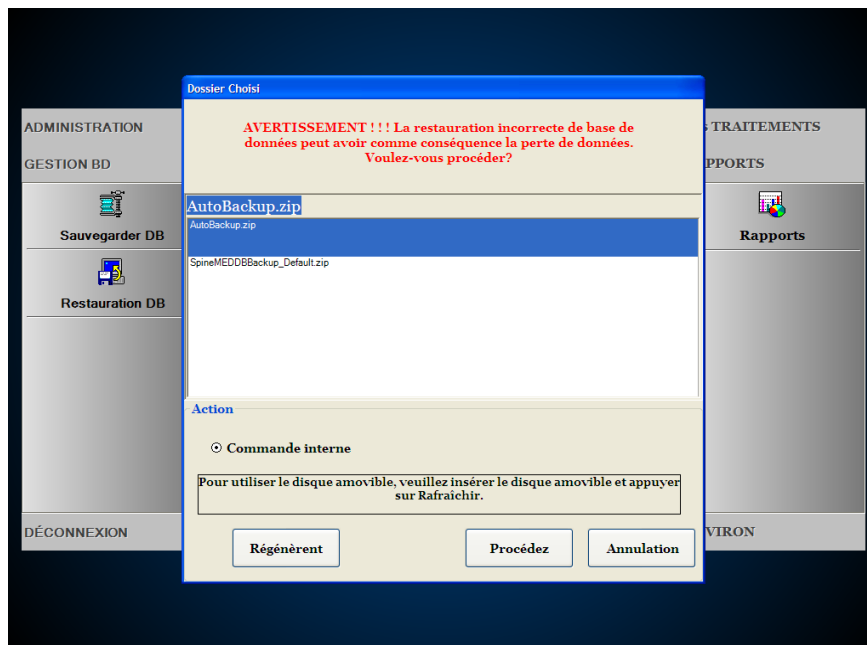 Dossier Choisi
AVERTISSEMENT ! ! ! La restauration incorrecte de base de
données peut avoir comme conséquence la perte de données.
Voulez-vous procéder?
ADMINISTRATION
GESTION BD
Sauvegarder DB
Restauration DB
DÉCONNEXION
AutoBackup.zip
AutoBackup.zip
SpineMEDDBBackup_Default.zip
Action
Commande interne
Pour utiliser le disque amovible, veuillez insérer le disque amovible et appuyer
sur Rafraîchir.
Régénèrent
Procédez
Annulation
TRAITEMENTS
PPORTS
Rapports
VIRON